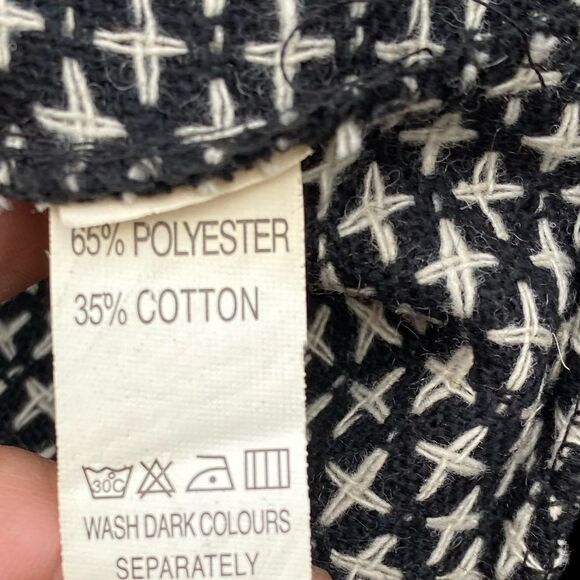 65% POLYESTER
35% COTTON
30C
WASH DARK COLOURS
SEPARATELY